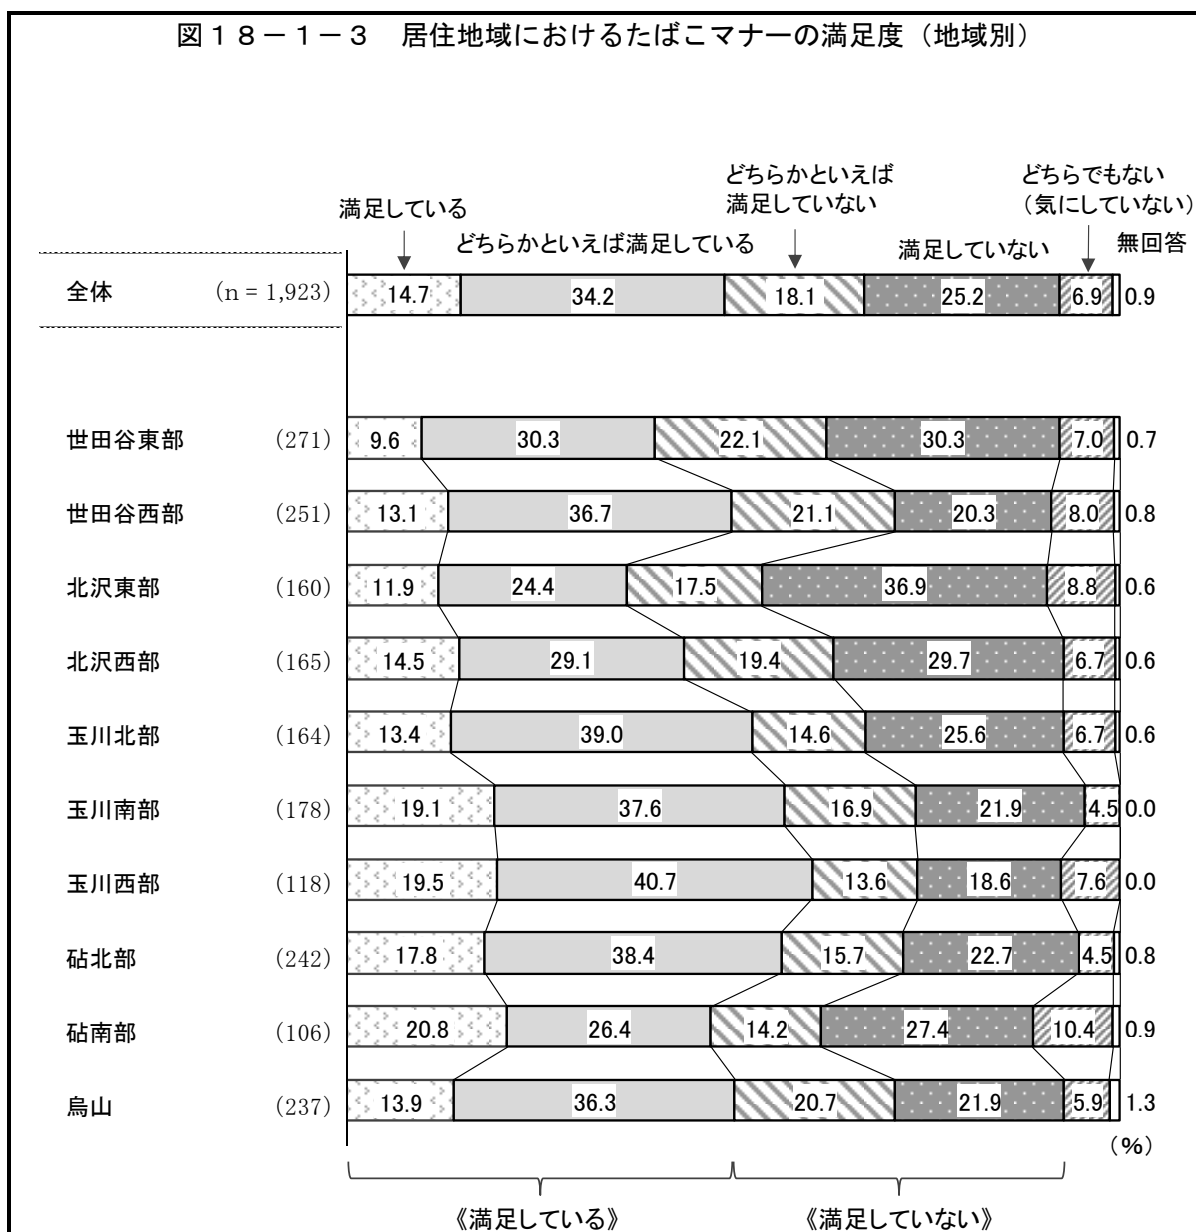 図１８－１－３　居住地域におけるたばこマナーの満足度（地域別）
どちらかといえば　どちらでもない
満足している　満足していない　（気にしていない）
どちらかといえば満足している　満足していない　無回答
全体　(n = 1,923)　14.7　34.2　18.1　25.2　6.9　0.9
世田谷東部　(271)　9.6　30.3　22.1　30.3　7.0　0.7
世田谷西部　(251)　13.1　36.7　21.1　20.3　8.0　0.8
北沢東部　(160)　11.9　24.4　17.5　36.9　8.8　0.6
北沢西部　(165)　14.5　29.1　19.4　29.7　6.7　0.6
玉川北部　(164)　13.4　39.0　14.6　25.6　6.7　0.6
玉川南部　(178)　19.1　37.6　16.9　21.9　4.5　0.0
玉川西部　(118)　19.5　40.7　13.6　18.6　7.6　0.0
砧北部　(242)　17.8　38.4　15.7　22.7　4.5　0.8
砧南部　(106)　20.8　26.4　14.2　27.4　10.4　0.9
烏山　(237)　13.9　36.3　20.7　21.9　5.9　1.3
（％）
《満足している》　《満足していない》